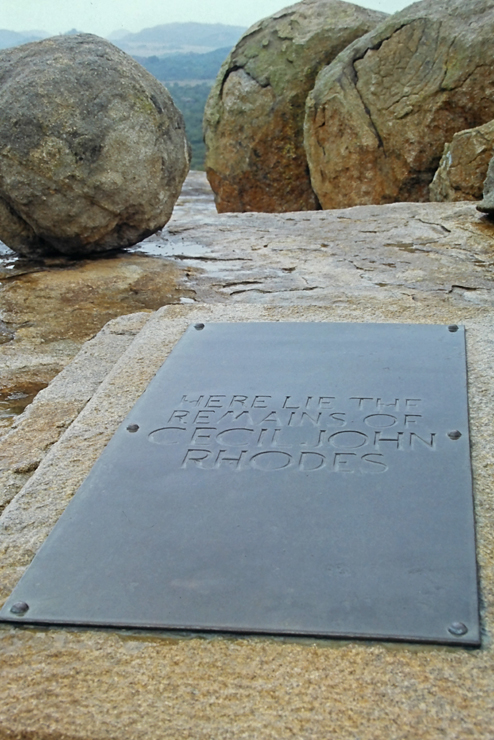 HERE LIE THE
REMAINS OF
CECIL JOHN
RHODES